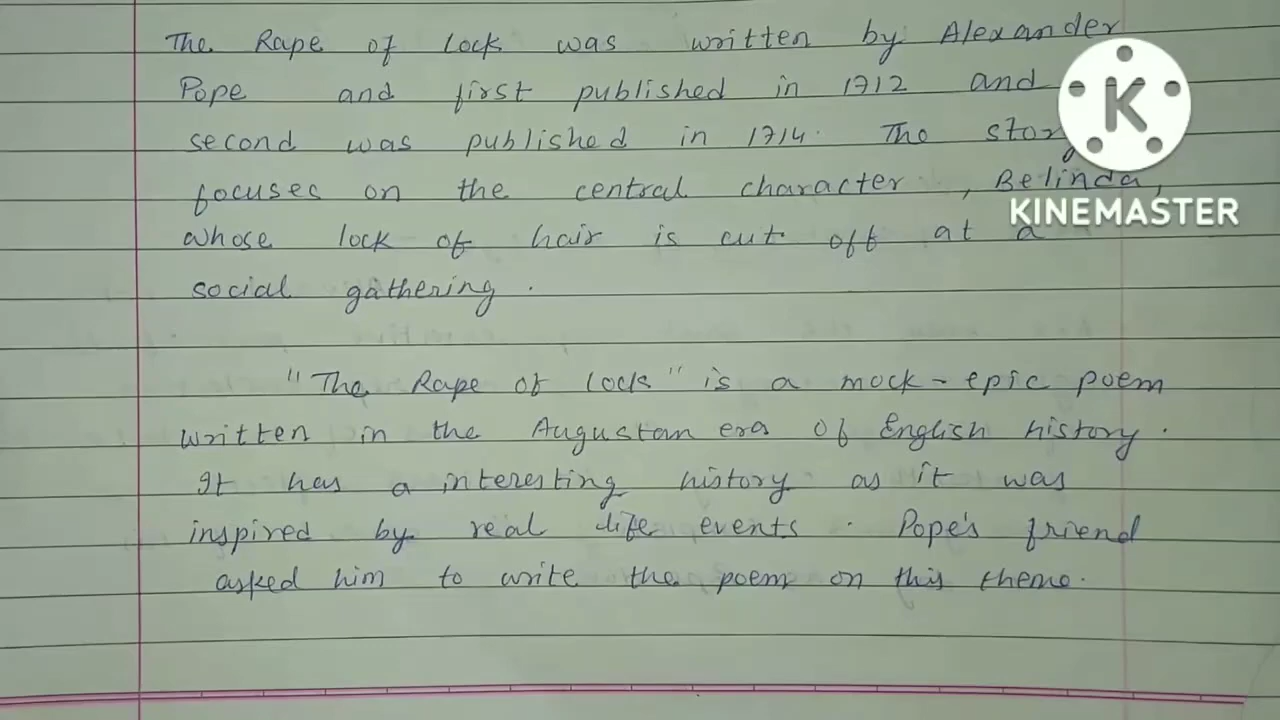 The Rape of lock was written by Alexander
Pope and first published in 1712 and
second was published in 1714. The story
focuses on the central character , Belinda,
whose lock of hair is cut off at a
social gathering .
"The Rape of lock" is a mock-epic poem
written in the Augustan era of English history.
It has a interesting history as it was
inspired by real life events . Pope's friend
asked him to write the poem on this theme.
K
KINEMASTER